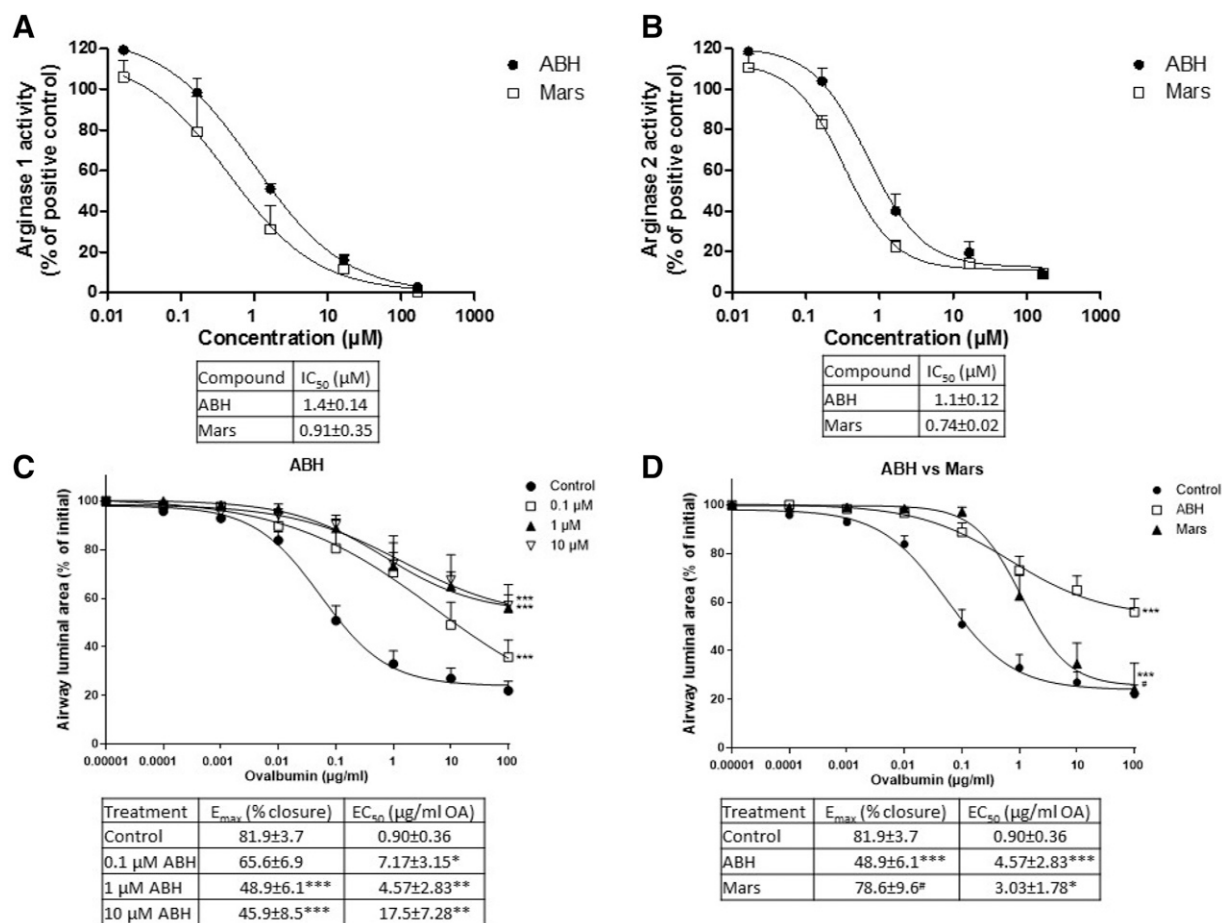 A
Arginase 1 activity
(% of positive control)
120
100
80
60
40
20
0
0.01 0.1 1 10 100 1000
Concentration (µM)
ABH
Mars
Compound IC50 (µM)
ABH 1.4±0.14
Mars 0.91±0.35
B
Arginase 2 activity
(% of positive control)
120
100
80
60
40
20
0
0.01 0.1 1 10 100 1000
Concentration (µM)
ABH
Mars
Compound IC50 (µM)
ABH 1.1±0.12
Mars 0.74±0.02
C
ABH
Airway luminal area (% of initial)
100
80
60
40
20
0
0.00001 0.0001 0.001 0.01 0.1 1 10 100
Ovalbumin (µg/ml)
Control
0.1 µM
1 µM
10 µM
***
***
***
Treatment Emax (% closure) EC50 (µg/ml OA)
Control 81.9±3.7 0.90±0.36
0.1 µM ABH 65.6±6.9 7.17±3.15*
1 µM ABH 48.9±6.1*** 4.57±2.83**
10 µM ABH 45.9±8.5*** 17.5±7.28**
D
ABH vs Mars
Airway luminal area (% of initial)
100
80
60
40
20
0
0.00001 0.0001 0.001 0.01 0.1 1 10 100
Ovalbumin (µg/ml)
Control
ABH
Mars
***
***
#
Treatment Emax (% closure) EC50 (µg/ml OA)
Control 81.9±3.7 0.90±0.36
ABH 48.9±6.1*** 4.57±2.83***
Mars 78.6±9.6# 3.03±1.78*